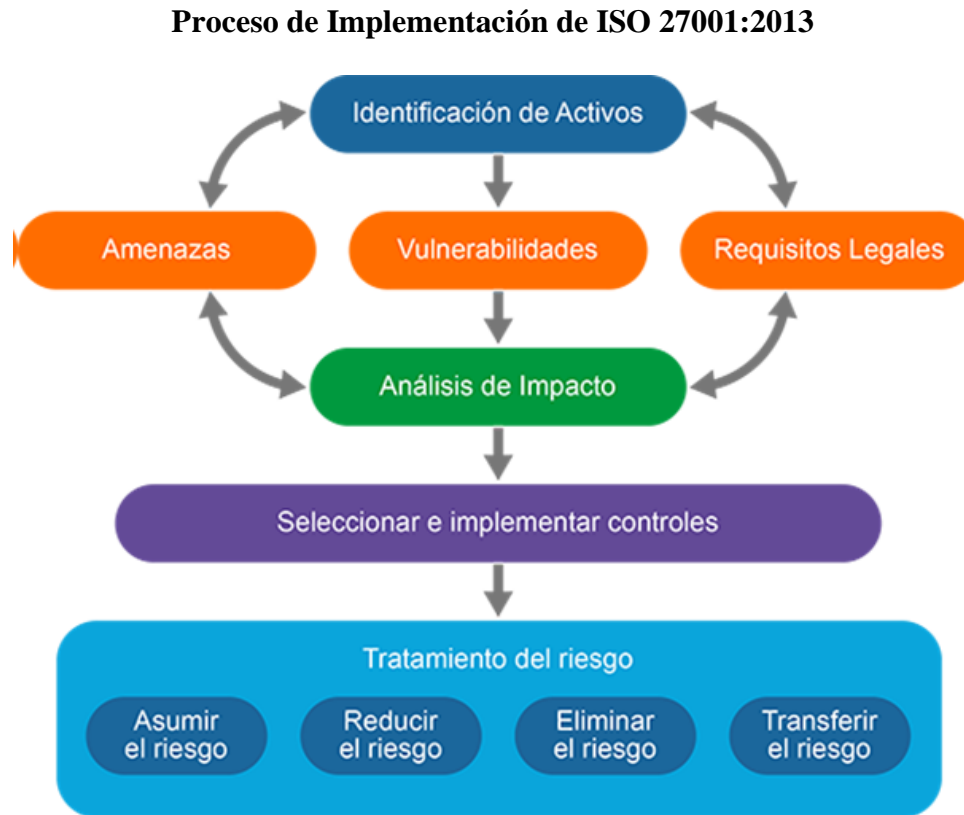 Proceso de Implementación de ISO 27001:2013
Identificación de Activos
Amenazas
Vulnerabilidades
Requisitos Legales
Análisis de Impacto
Seleccionar e implementar controles
Tratamiento del riesgo
Asumir
el riesgo
Reducir
el riesgo
Eliminar
el riesgo
Transferir
el riesgo